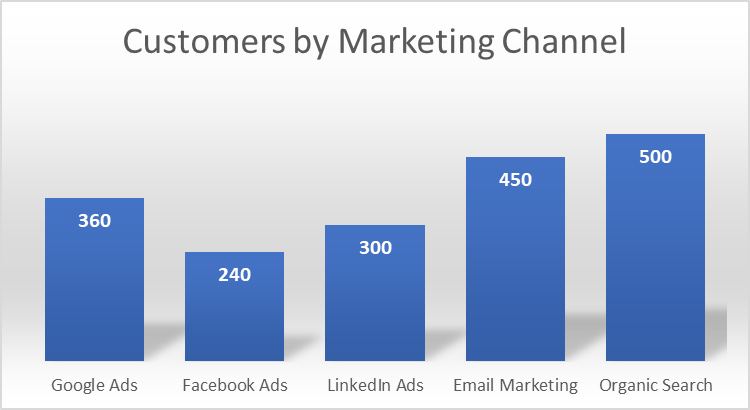 Customers by Marketing Channel
360
240
300
450
500
Google Ads
Facebook Ads
LinkedIn Ads
Email Marketing
Organic Search